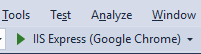 Tools Test Analyze Window
IIS Express (Google Chrome)